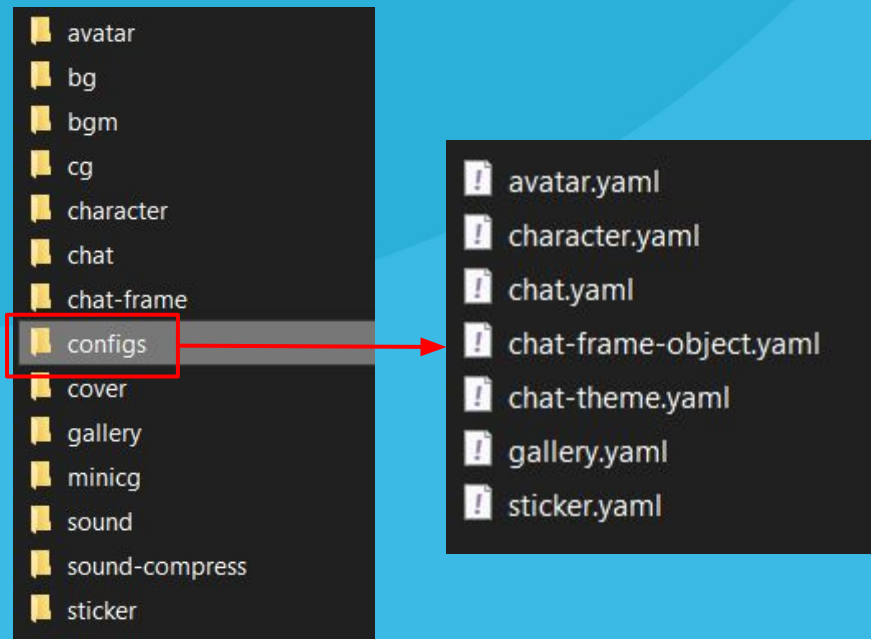 avatar
bg
bgm
cg
character
chat
chat-frame
configs
cover
gallery
minicg
sound
sound-compress
sticker
avatar.yaml
character.yaml
chat.yaml
chat-frame-object.yaml
chat-theme.yaml
gallery.yaml
sticker.yaml